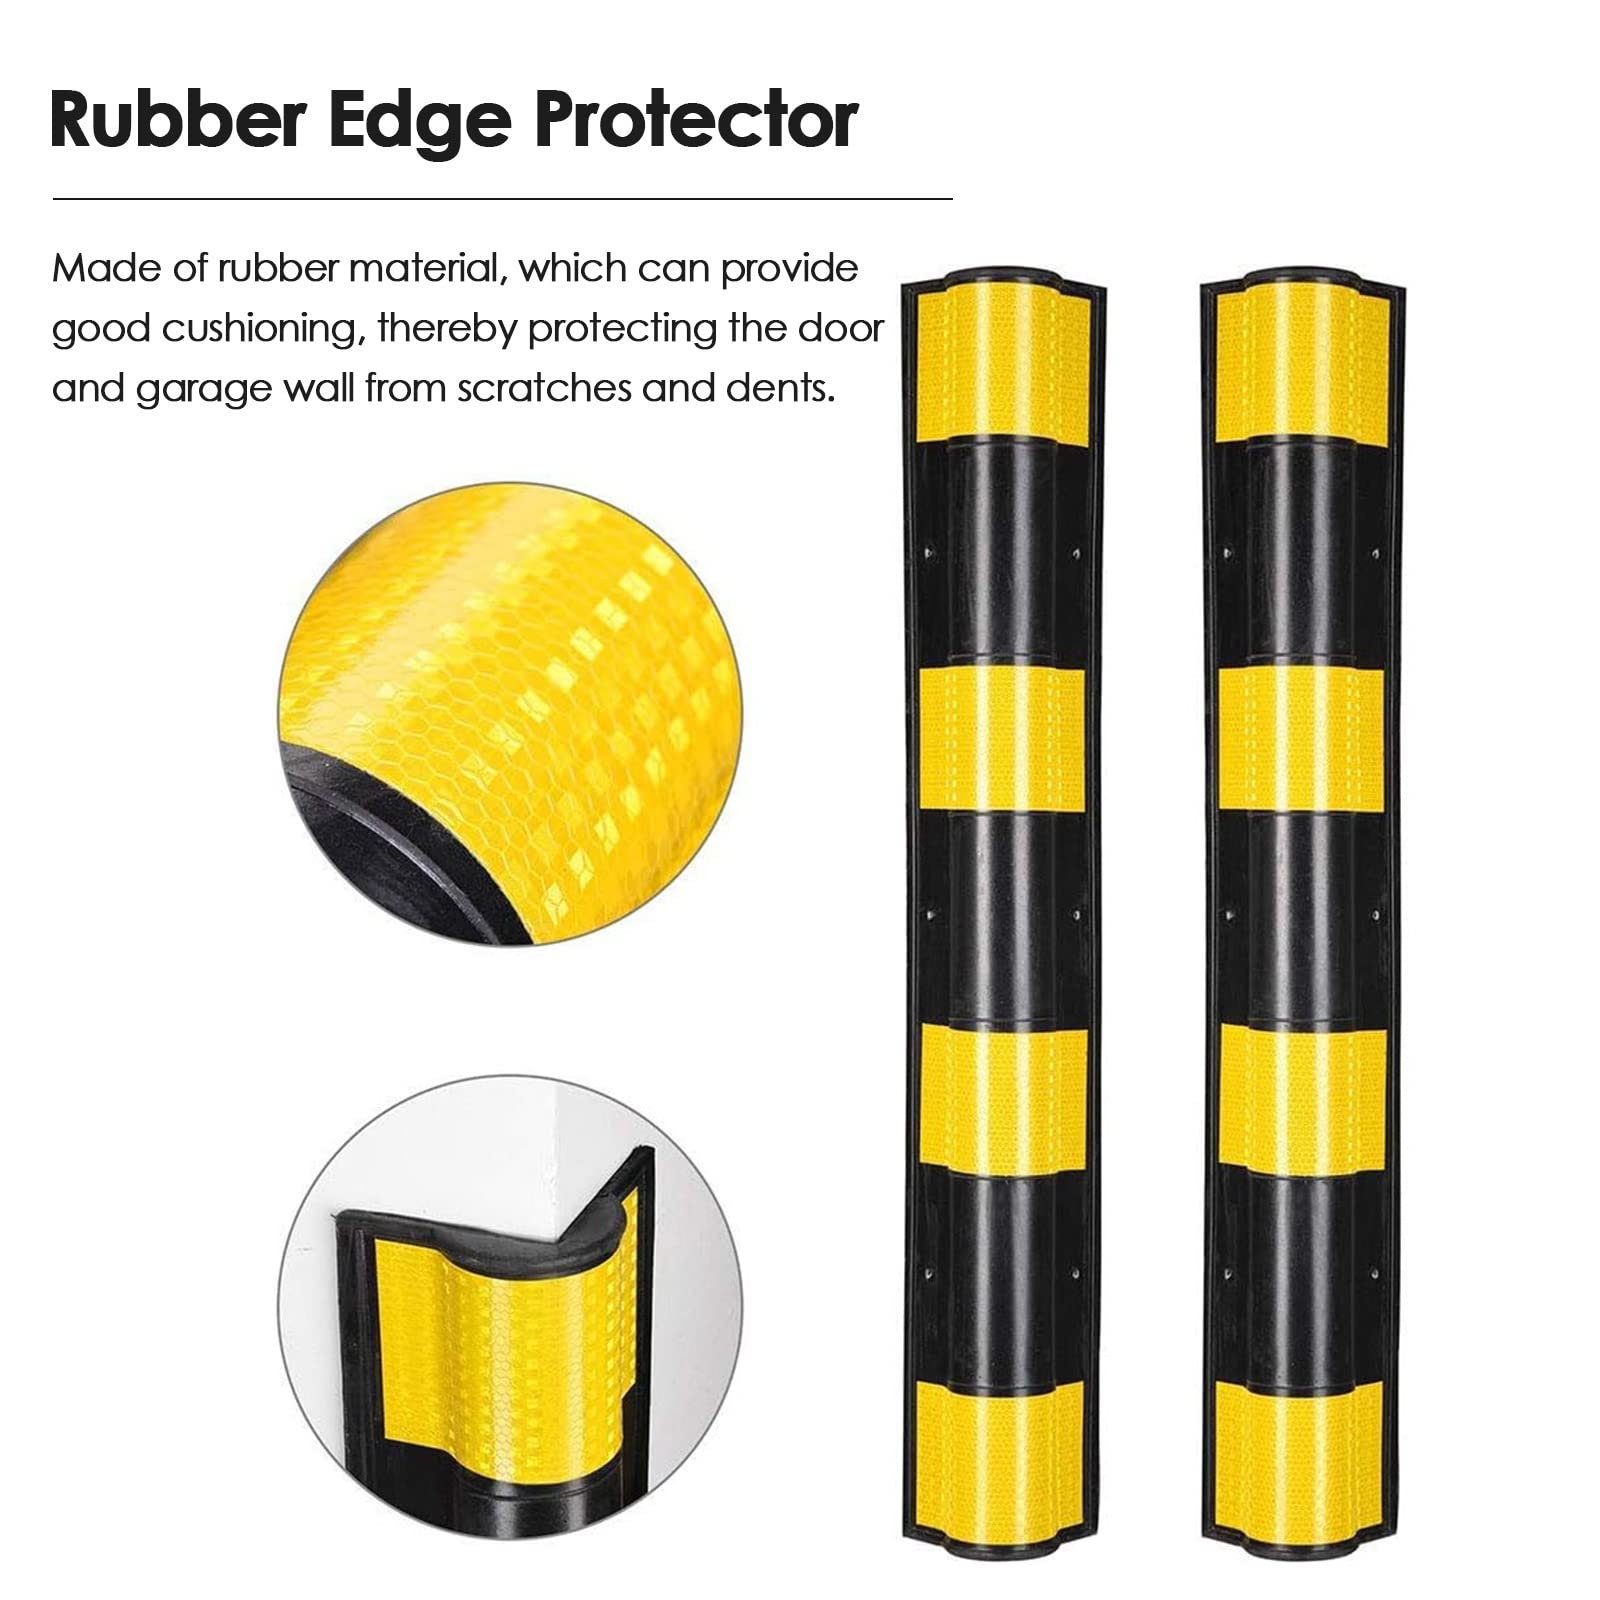 Rubber Edge Protector
Made of rubber material, which can provide
good cushioning, thereby protecting the door
and garage wall from scratches and dents.